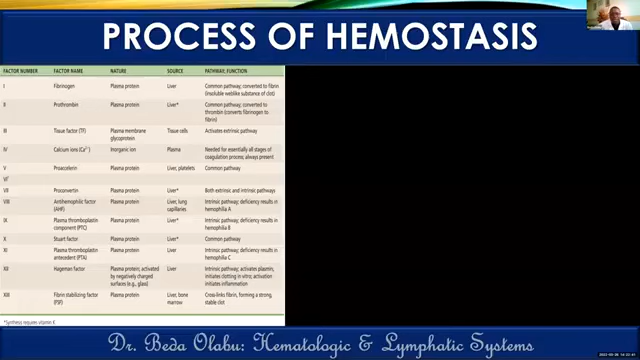 PROCESS OF HEMOSTASIS
FACTOR NUMBER FACTOR NAME NATURE SOURCE PATHWAY; FUNCTION
I Fibrinogen Plasma protein Liver Common pathway; converted to fibrin
(insoluble weblike substance of clot)
II Prothrombin Plasma protein Liver* Common pathway; converted to
thrombin (converts fibrinogen to
fibrin)
III Tissue factor (TF) Plasma membrane Tissue cells Activates extrinsic pathway
glycoprotein
IV Calcium ions (Ca²⁺) Inorganic ion Plasma Needed for essentially all stages of
coagulation process; always present
V Proaccelerin Plasma protein Liver, platelets Common pathway
VI†
VII Proconvertin Plasma protein Liver* Both extrinsic and intrinsic pathways
VIII Antihemophilic factor Plasma protein Liver, lung Intrinsic pathway; deficiency results in
(AHF) capillaries hemophilia A
IX Plasma thromboplastin Plasma protein Liver* Intrinsic pathway; deficiency results in
component (PTC) hemophilia B
X Stuart factor Plasma protein Liver* Common pathway
XI Plasma thromboplastin Plasma protein Liver Intrinsic pathway; deficiency results in
antecedent (PTA) hemophilia C
XII Hageman factor Plasma protein; activated Liver Intrinsic pathway; activates plasmin;
by negatively charged initiates clotting in vitro; activation
surfaces (e.g., glass) initiates inflammation
XIII Fibrin stabilizing factor Plasma protein Liver, bone Cross-links fibrin, forming a strong,
(FSF) marrow stable clot
*Synthesis requires vitamin K
Dr. Beda Olabu: Hematologic & Lymphatic Systems